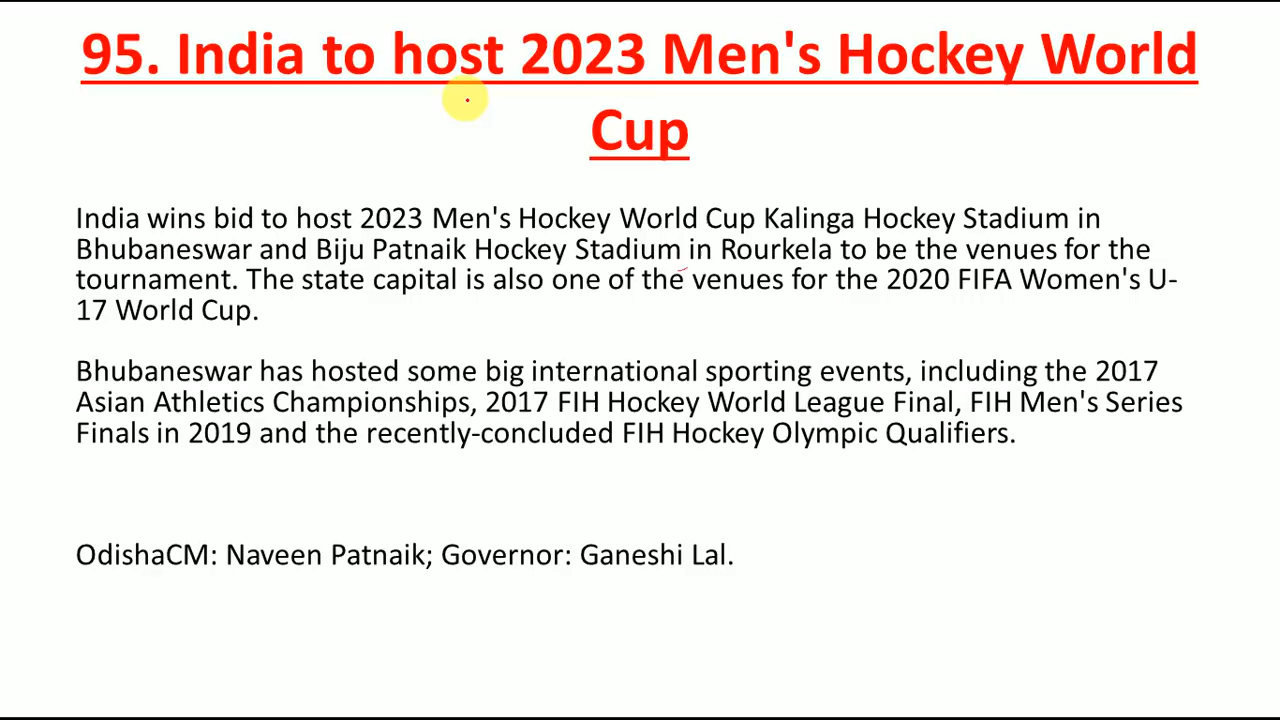 95. India to host 2023 Men's Hockey World
Cup
India wins bid to host 2023 Men's Hockey World Cup Kalinga Hockey Stadium in
Bhubaneswar and Biju Patnaik Hockey Stadium in Rourkela to be the venues for the
tournament. The state capital is also one of the venues for the 2020 FIFA Women's U-
17 World Cup.
Bhubaneswar has hosted some big international sporting events, including the 2017
Asian Athletics Championships, 2017 FIH Hockey World League Final, FIH Men's Series
Finals in 2019 and the recently-concluded FIH Hockey Olympic Qualifiers.
OdishaCM: Naveen Patnaik; Governor: Ganeshi Lal.